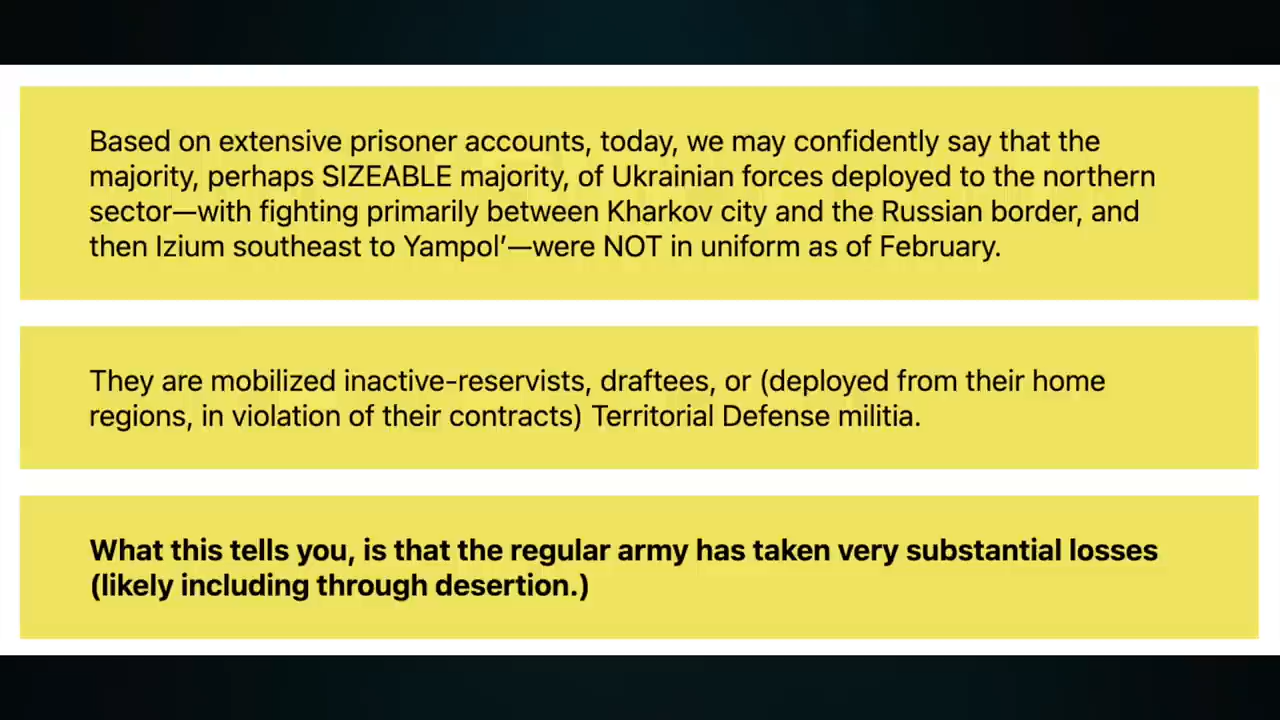 Based on extensive prisoner accounts, today, we may confidently say that the
majority, perhaps SIZEABLE majority, of Ukrainian forces deployed to the northern
sector—with fighting primarily between Kharkov city and the Russian border, and
then Izium southeast to Yampol’—were NOT in uniform as of February.
They are mobilized inactive-reservists, draftees, or (deployed from their home
regions, in violation of their contracts) Territorial Defense militia.
What this tells you, is that the regular army has taken very substantial losses
(likely including through desertion.)